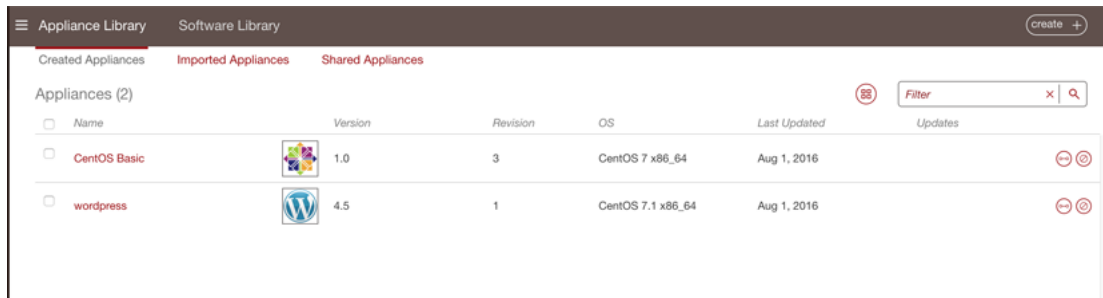 Appliance Library Software Library create +
Created Appliances Imported Appliances Shared Appliances
Appliances (2) Filter
Name Version Revision OS Last Updated Updates
CentOS Basic 1.0 3 CentOS 7 x86_64 Aug 1, 2016
wordpress 4.5 1 CentOS 7.1 x86_64 Aug 1, 2016